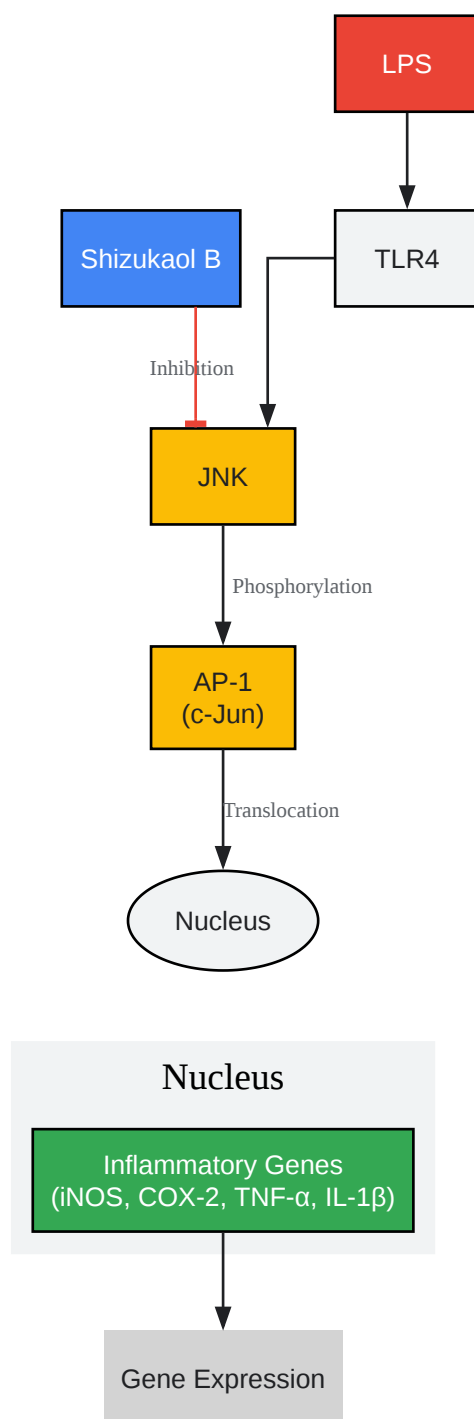 LPS
Shizukaol B
TLR4
Inhibition
JNK
Phosphorylation
AP-1
(c-Jun)
Translocation
Nucleus
Nucleus
Inflammatory Genes
(iNOS, COX-2, TNF-α, IL-1β)
Gene Expression